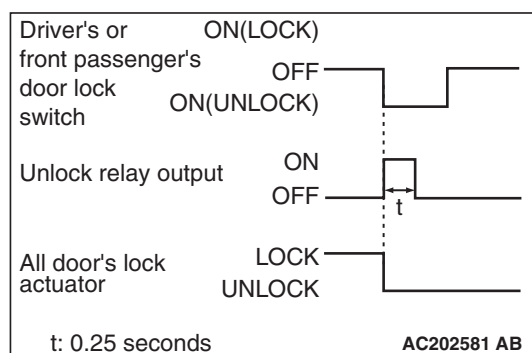 Driver's or ON(LOCK)
front passenger's OFF
door lock
switch ON(UNLOCK)
Unlock relay output ON
OFF
t
All door's lock LOCK
actuator UNLOCK
t: 0.25 seconds AC202581 AB